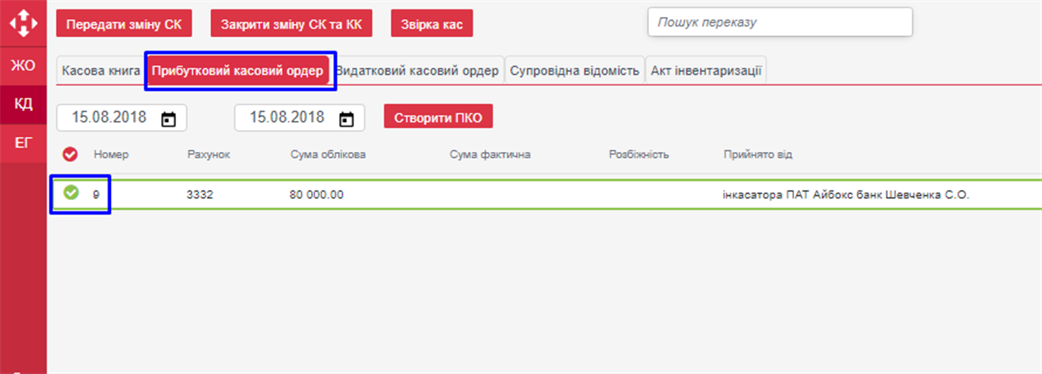 Передати зміну СК Закрити зміну СК та КК Звірка кас Пошук переказу
ЖО
Касова книга Прибутковий касовий ордер Видатковий касовий ордер Супровідна відомість Акт інвентаризації
КД
15.08.2018 15.08.2018 Створити ПКО
ЕГ
Номер Рахунок Сума облікова Сума фактична Розбіжність Прийнято від
9 3332 80 000.00 інкасатора ПАТ Айбокс банк Шевченка С.О.